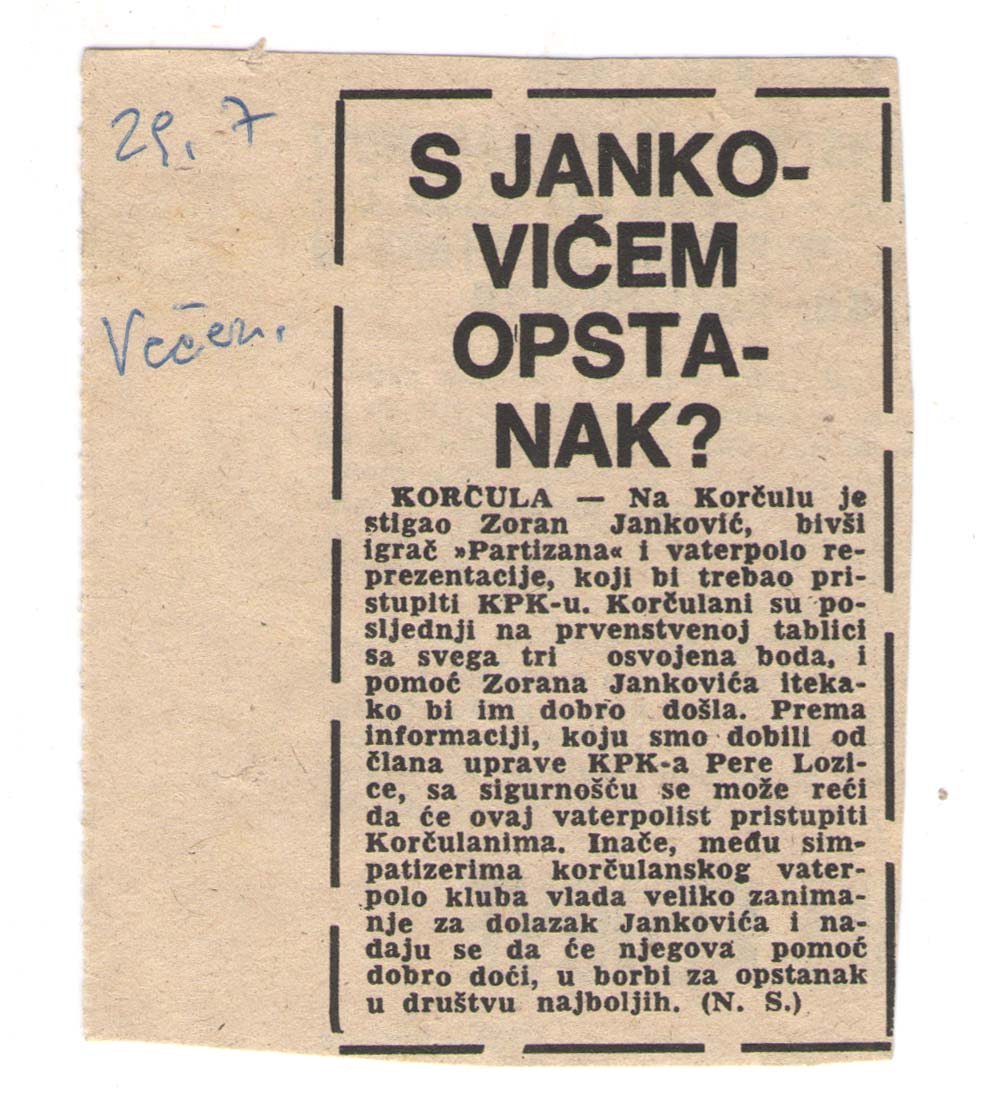 29. 7
Večer.
S JANKO-
VIĆEM
OPSTA-
NAK?
KORČULA — Na Korčulu je
stigao Zoran Janković, bivši
igrač »Partizana« i vaterpolo re-
prezentacije, koji bi trebao pri-
stupiti KPK-u. Korčulani su po-
sljednji na prvenstvenoj tablici
sa svega tri osvojena boda, i
pomoć Zorana Jankovića iteka-
ko bi im dobro došla. Prema
informaciji, koju smo dobili od
člana uprave KPK-a Pere Lozi-
ce, sa sigurnošću se može reći
da će ovaj vaterpolist pristupiti
Korčulanima. Inače, među sim-
patizerima korčulanskog vater-
polo kluba vlada veliko zanima-
nje za dolazak Jankovića i na-
daju se da će njegova pomoć
dobro doći, u borbi za opstanak
u društvu najboljih. (N. S.)